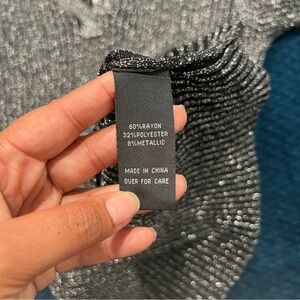 60%RAYON
32%POLYESTER
8%METALLIC
MADE IN CHINA
OVER FOR CARE